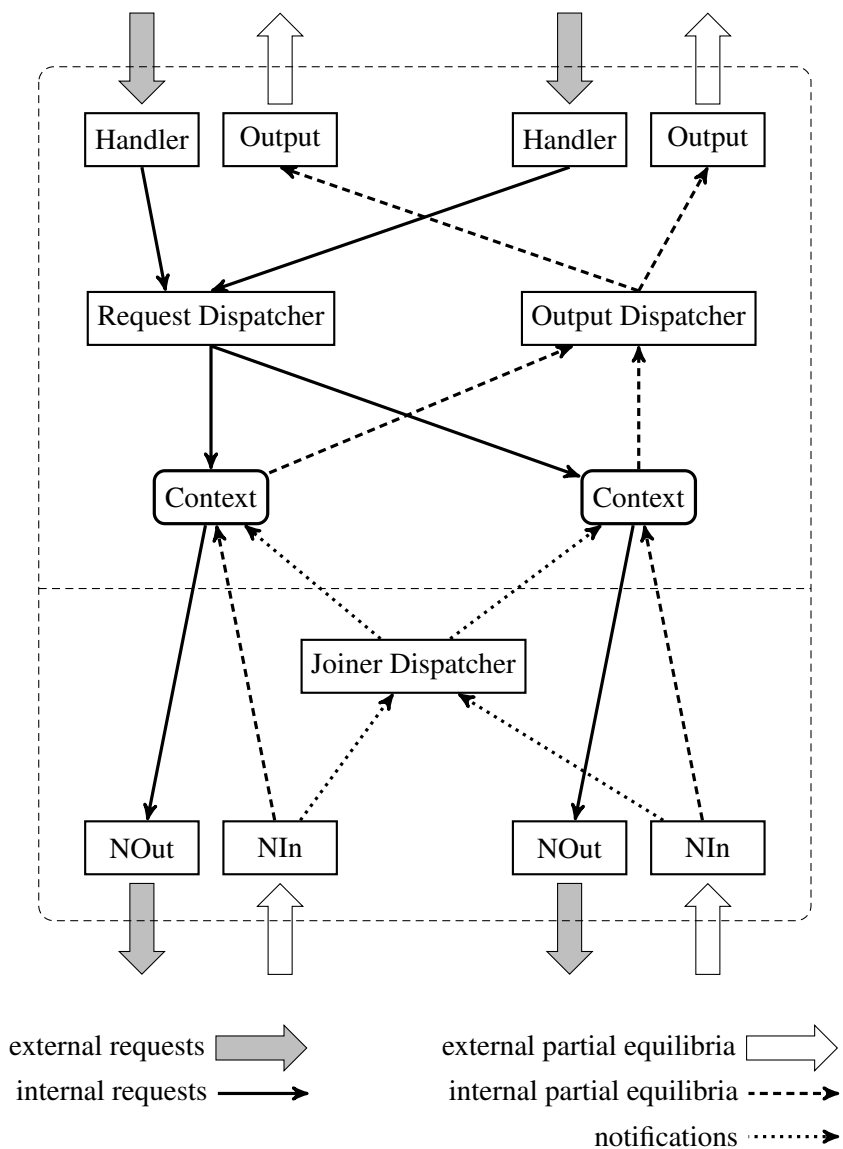 Handler
Output
Handler
Output
Request Dispatcher
Output Dispatcher
Context
Context
Joiner Dispatcher
NOut
NIn
NOut
NIn
external requests
external partial equilibria
internal requests
internal partial equilibria
notifications